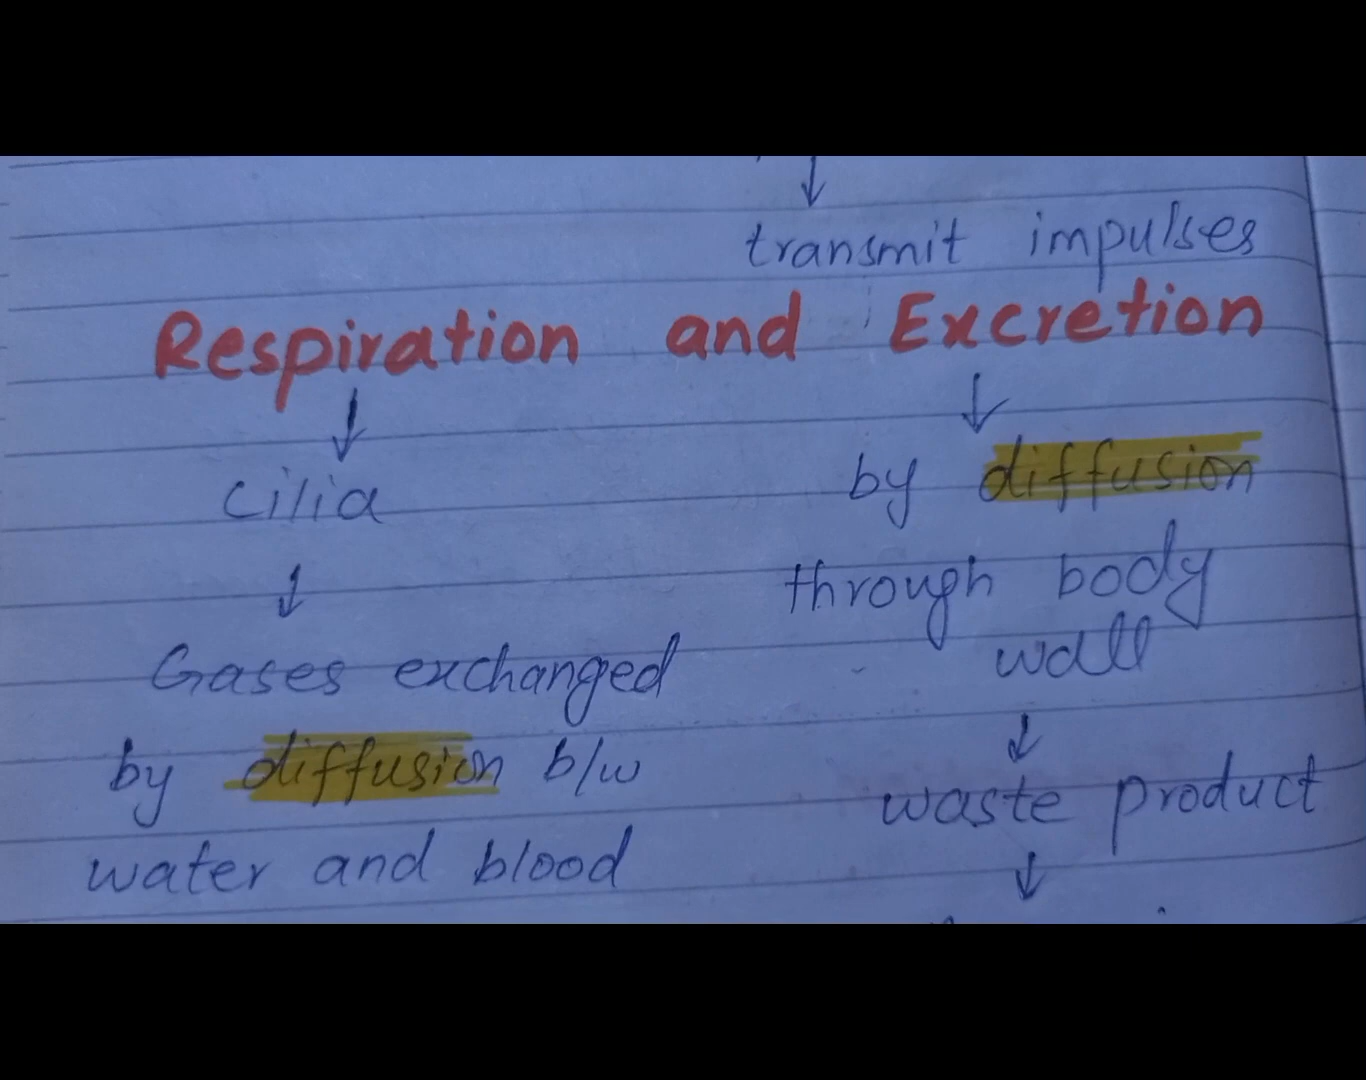 ↓
transmit impulses
Respiration and Excretion
↓ ↓
cilia
by diffusion
↓
through body
wall
Gases exchanged
↓
by diffusion b/w
waste product
water and blood
↓